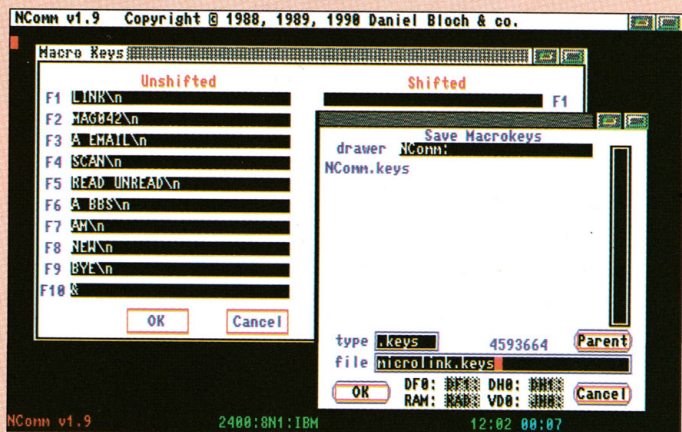 NComm v1.9 Copyright © 1988, 1989, 1990 Daniel Bloch & co.
Macro Keys
Unshifted
Shifted
F1 LINK\n
F1
F2 MAG042\n
F3 A EMAIL\n
F4 SCAN\n
F5 READ UNREAD\n
F6 A BBS\n
F7 AM\n
F8 NEW\n
F9 BYE\n
F10 &
OK Cancel
Save Macrokeys
drawer NComm:
NComm.keys
type .keys 4593664 Parent
file microlink.keys
OK DF0: DF1: DH0: DH1: Cancel
RAM: RAD: VD0:
NComm v1.9 2400:8N1:IBM 12:02 00:07